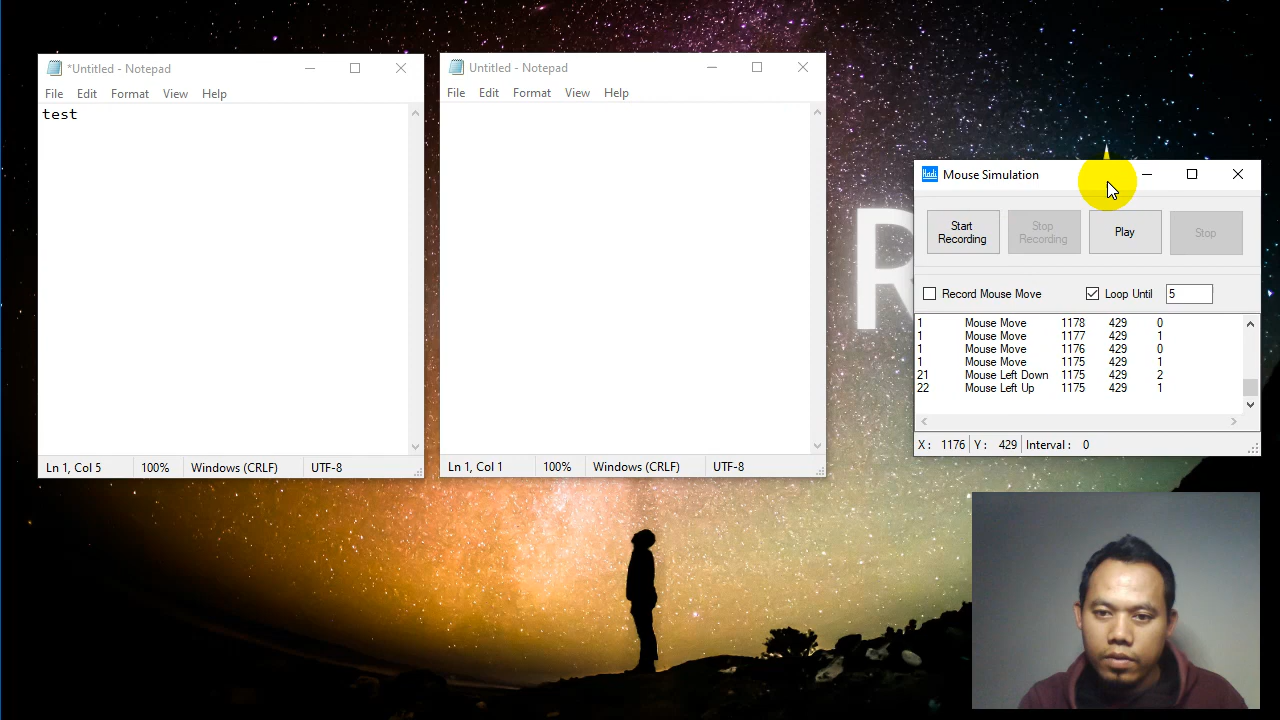 *Untitled - Notepad
File Edit Format View Help
test
Ln 1, Col 5 100% Windows (CRLF) UTF-8
Untitled - Notepad
File Edit Format View Help
Ln 1, Col 1 100% Windows (CRLF) UTF-8
R
Hadi Mouse Simulation
Start
Recording
Stop
Recording
Play
Stop
Record Mouse Move
Loop Until 5
1 Mouse Move 1178 429 0
1 Mouse Move 1177 429 1
1 Mouse Move 1176 429 0
1 Mouse Move 1175 429 1
21 Mouse Left Down 1175 429 2
22 Mouse Left Up 1175 429 1
X : 1176 Y : 429 Interval : 0